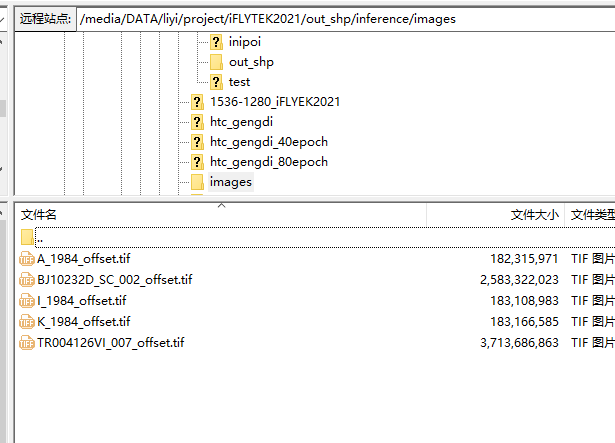 远程站点: /media/DATA/liyi/project/iFLYTEK2021/out_shp/inference/images
inipoi
out_shp
test
1536-1280_iFLYEK2021
htc_gengdi
htc_gengdi_40epoch
htc_gengdi_80epoch
images
文件名 文件大小 文件类型
..
A_1984_offset.tif 182,315,971 TIF 图片
BJ10232D_SC_002_offset.tif 2,583,322,023 TIF 图片
I_1984_offset.tif 183,108,983 TIF 图片
K_1984_offset.tif 183,166,585 TIF 图片
TR004126VI_007_offset.tif 3,713,686,863 TIF 图片